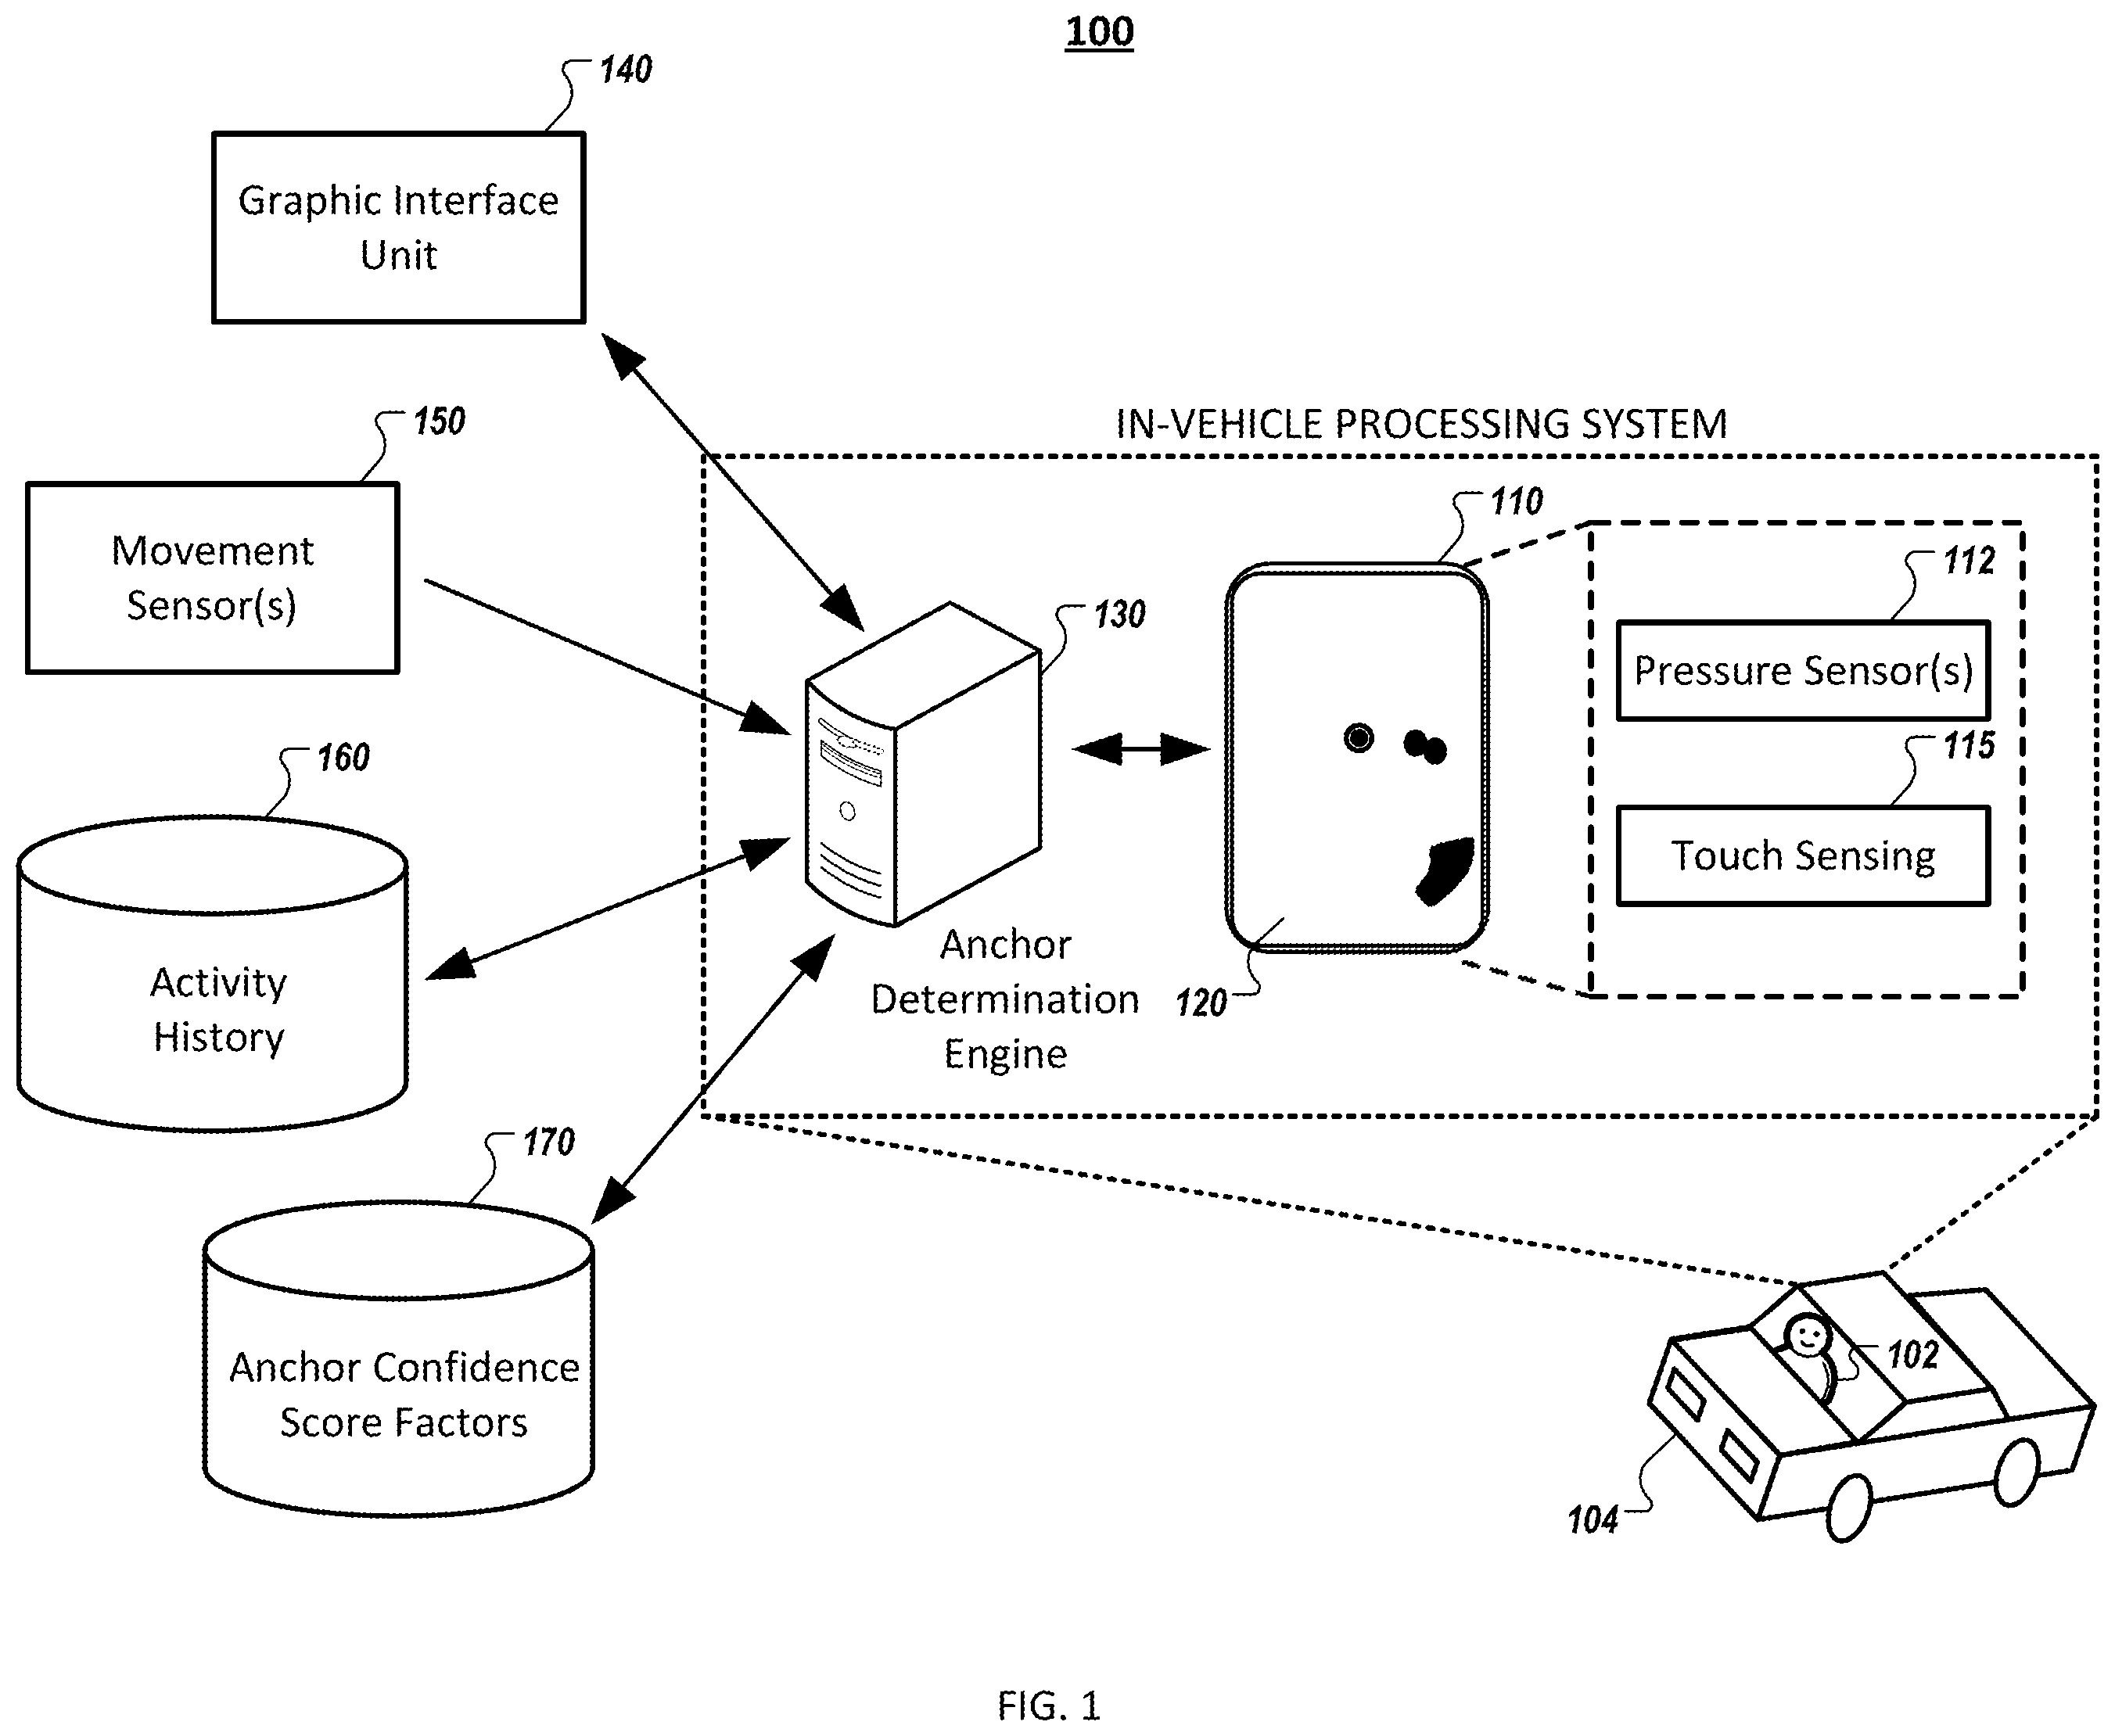 100
140
Graphic Interface
Unit
150
IN-VEHICLE PROCESSING SYSTEM
Movement
Sensor(s)
110
112
130
Pressure Sensor(s)
160
115
Touch Sensing
Activity
History
Anchor
Determination
Engine
120
170
Anchor Confidence
Score Factors
102
104
FIG. 1